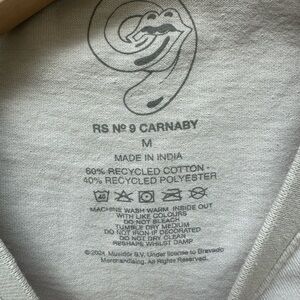 RS Nº 9 CARNABY
M
MADE IN INDIA
60% RECYCLED COTTON -
40% RECYCLED POLYESTER
40
MACHINE WASH WARM INSIDE OUT
WITH LIKE COLOURS
DO NOT BLEACH
TUMBLE DRY MEDIUM
DO NOT IRON IF DECORATED
DO NOT DRY CLEAN
RESHAPE WHILST DAMP
© 2024 Musidor B.V. Under license to Bravado
Merchandising. All Rights Reserved.